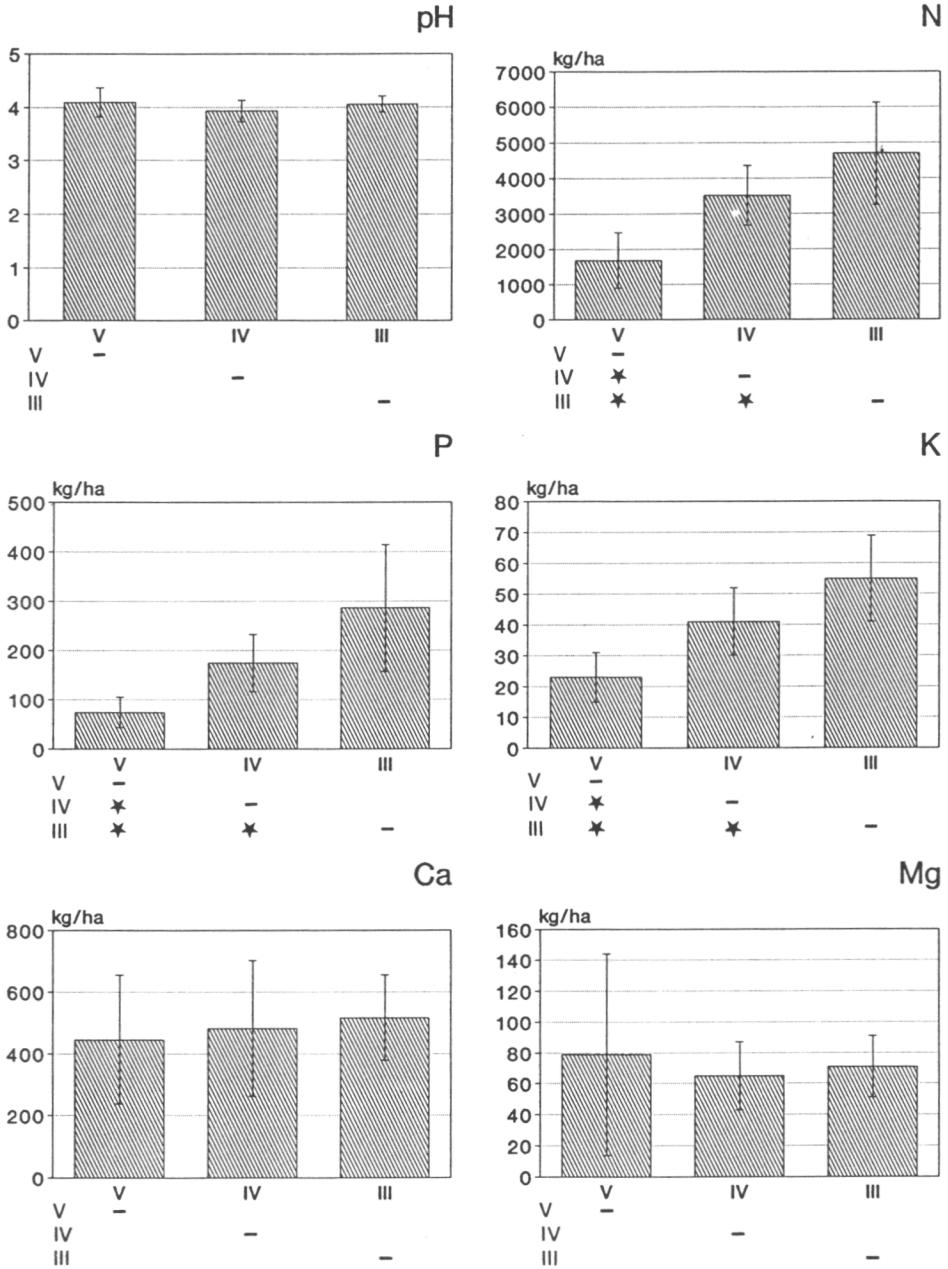 pH
5
4
3
2
1
0
V IV III
V –
IV –
III –
N
kg/ha
7000
6000
5000
4000
3000
2000
1000
0
V IV III
V –
IV ★ –
III ★ ★ –
P
kg/ha
500
400
300
200
100
0
V IV III
V –
IV ★ –
III ★ ★ –
K
kg/ha
80
70
60
50
40
30
20
10
0
V IV III
V –
IV ★ –
III ★ ★ –
Ca
kg/ha
800
600
400
200
0
V IV III
V –
IV –
III –
Mg
kg/ha
160
140
120
100
80
60
40
20
0
V IV III
V –
IV –
III –